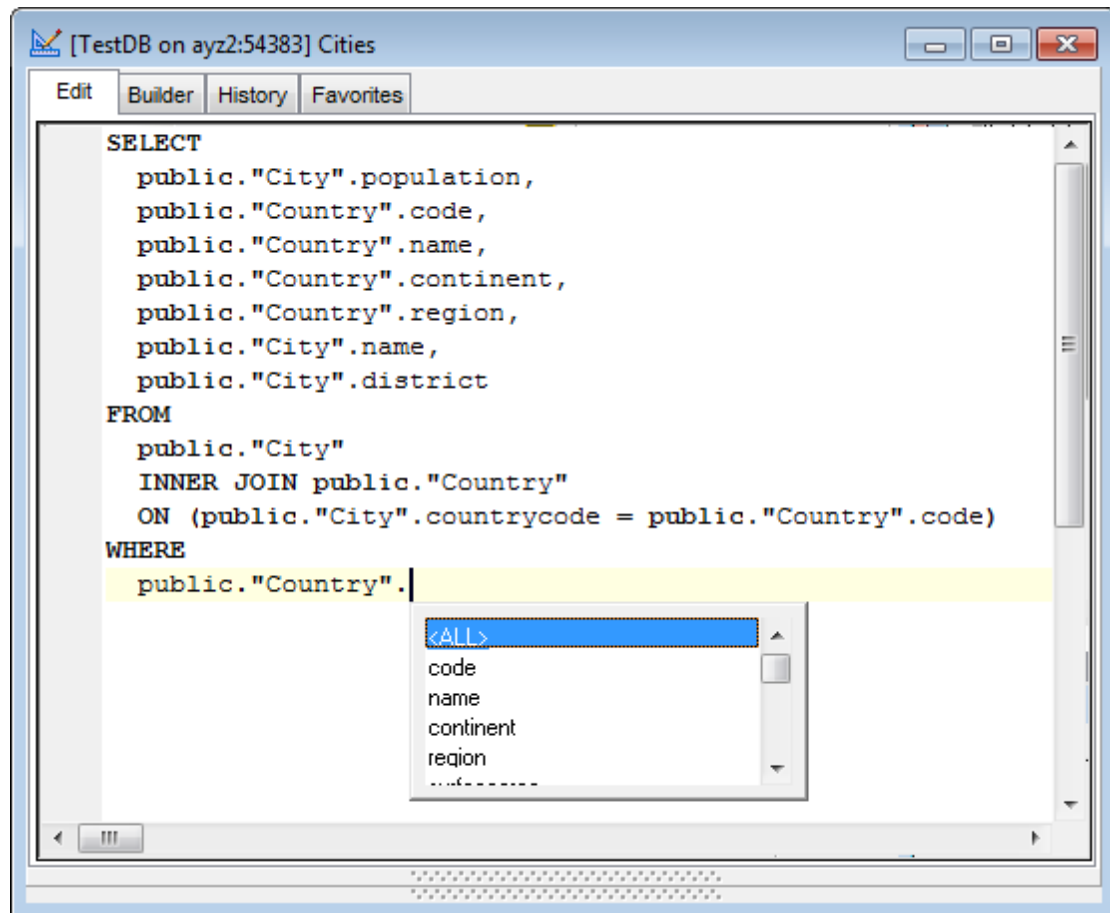 [TestDB on ayz2:54383] Cities
Edit Builder History Favorites
SELECT
public."City".population,
public."Country".code,
public."Country".name,
public."Country".continent,
public."Country".region,
public."City".name,
public."City".district
FROM
public."City"
INNER JOIN public."Country"
ON (public."City".countrycode = public."Country".code)
WHERE
public."Country".
<ALL>
code
name
continent
region